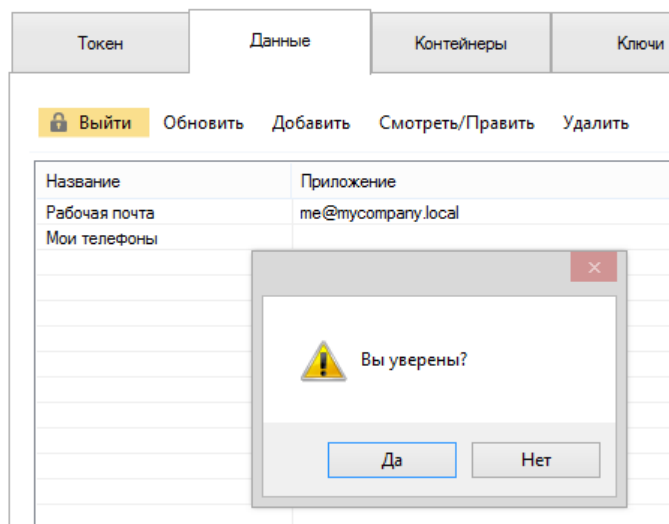 Токен Данные Контейнеры Ключи
Выйти Обновить Добавить Смотреть/Править Удалить
Название Приложение
Рабочая почта me@mycompany.local
Мои телефоны
Вы уверены?
Да Нет